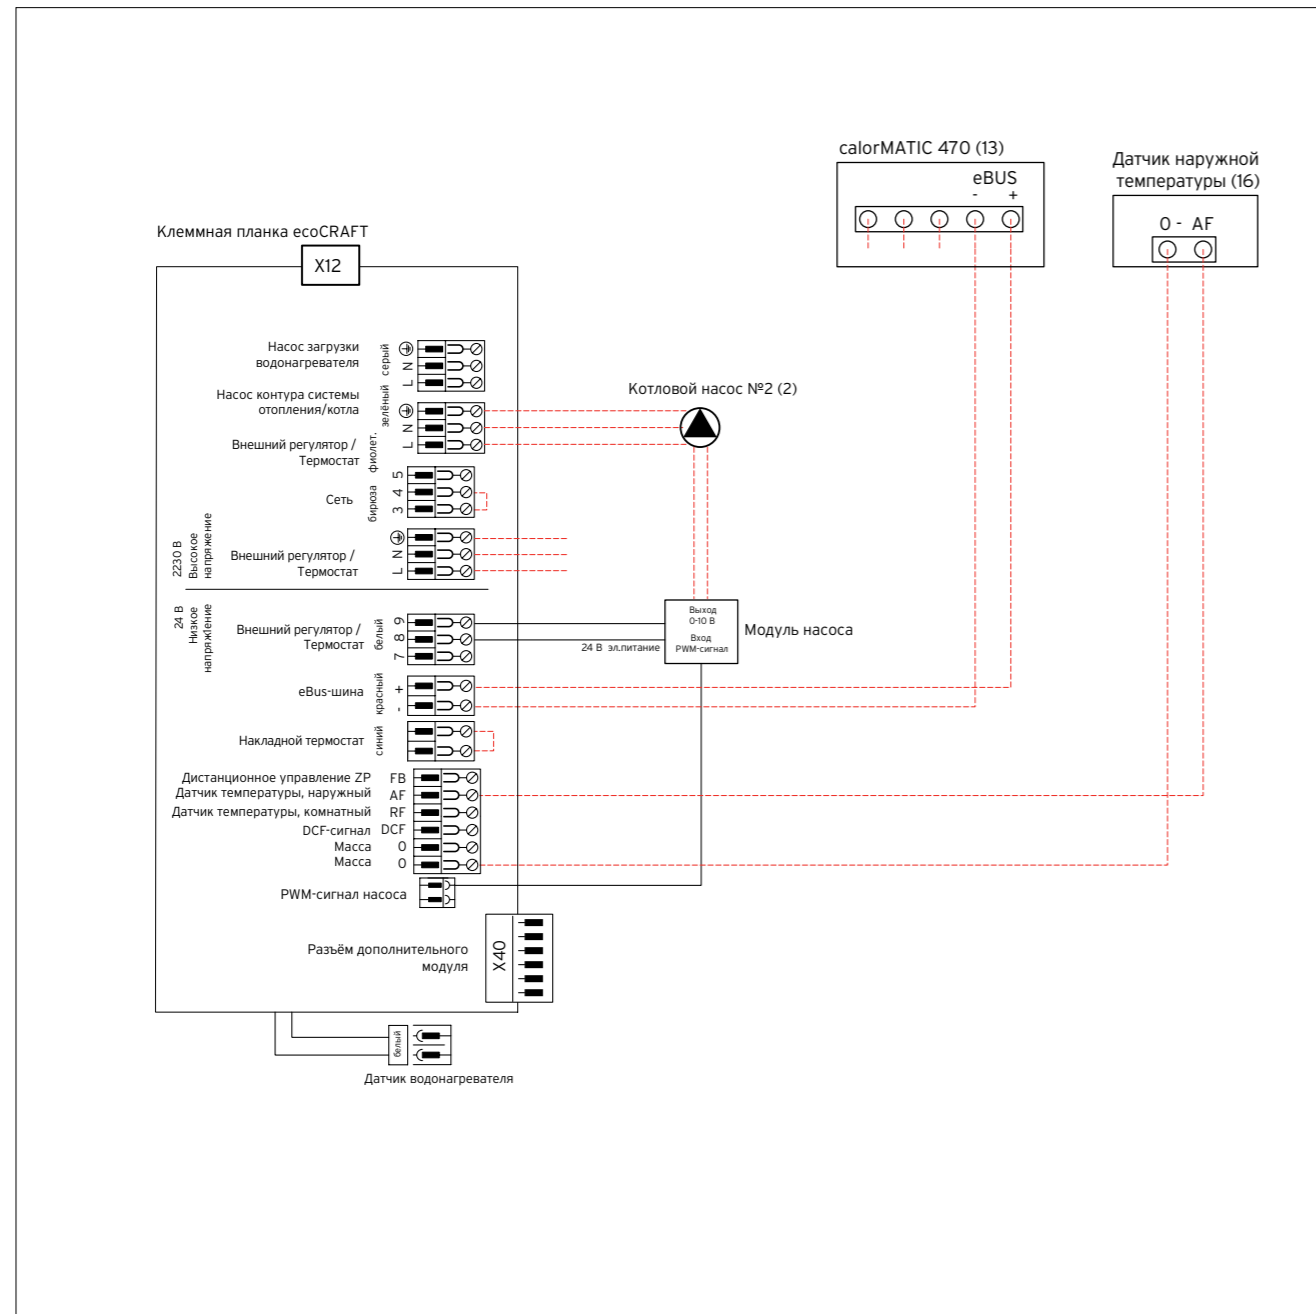 calorMATIC 470 (13)
eBUS
- +
Датчик наружной
температуры (16)
0 - AF
Клеммная планка ecoCRAFT
X12
Насос загрузки
водонагревателя
серый
N
L
Насос контура системы
отопления/котла
зелёный
N
L
Котловой насос №2 (2)
Внешний регулятор /
Термостат
фиолет.
5
4
3
Сеть
бирюза
2230 В
Высокое
напряжение
Внешний регулятор /
Термостат
N
L
24 В
Низкое
напряж1ение
Внешний регулятор /
Термостат
белый
9
8
7
24 В эл.питание
Выход
0-10 В
Вход
PWM-сигнал
Модуль насоса
eBus-шина
красный
+
-
Накладной термостат
синий
Дистанционное управление ZP FB
Датчик температуры, наружный AF
Датчик температуры, комнатный RF
DCF-сигнал DCF
Масса 0
Масса 0
PWM-сигнал насоса
Разъём дополнительного
модуля
X40
белый
Датчик водонагревателя